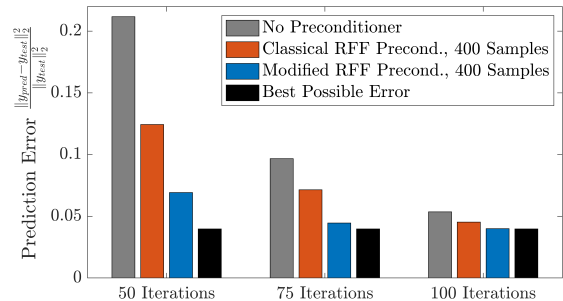 Prediction Error ‖y_pred−y_test‖₂² / ‖y_test‖₂²
0.2
0.15
0.1
0.05
0
No Preconditioner
Classical RFF Precond., 400 Samples
Modified RFF Precond., 400 Samples
Best Possible Error
50 Iterations
75 Iterations
100 Iterations